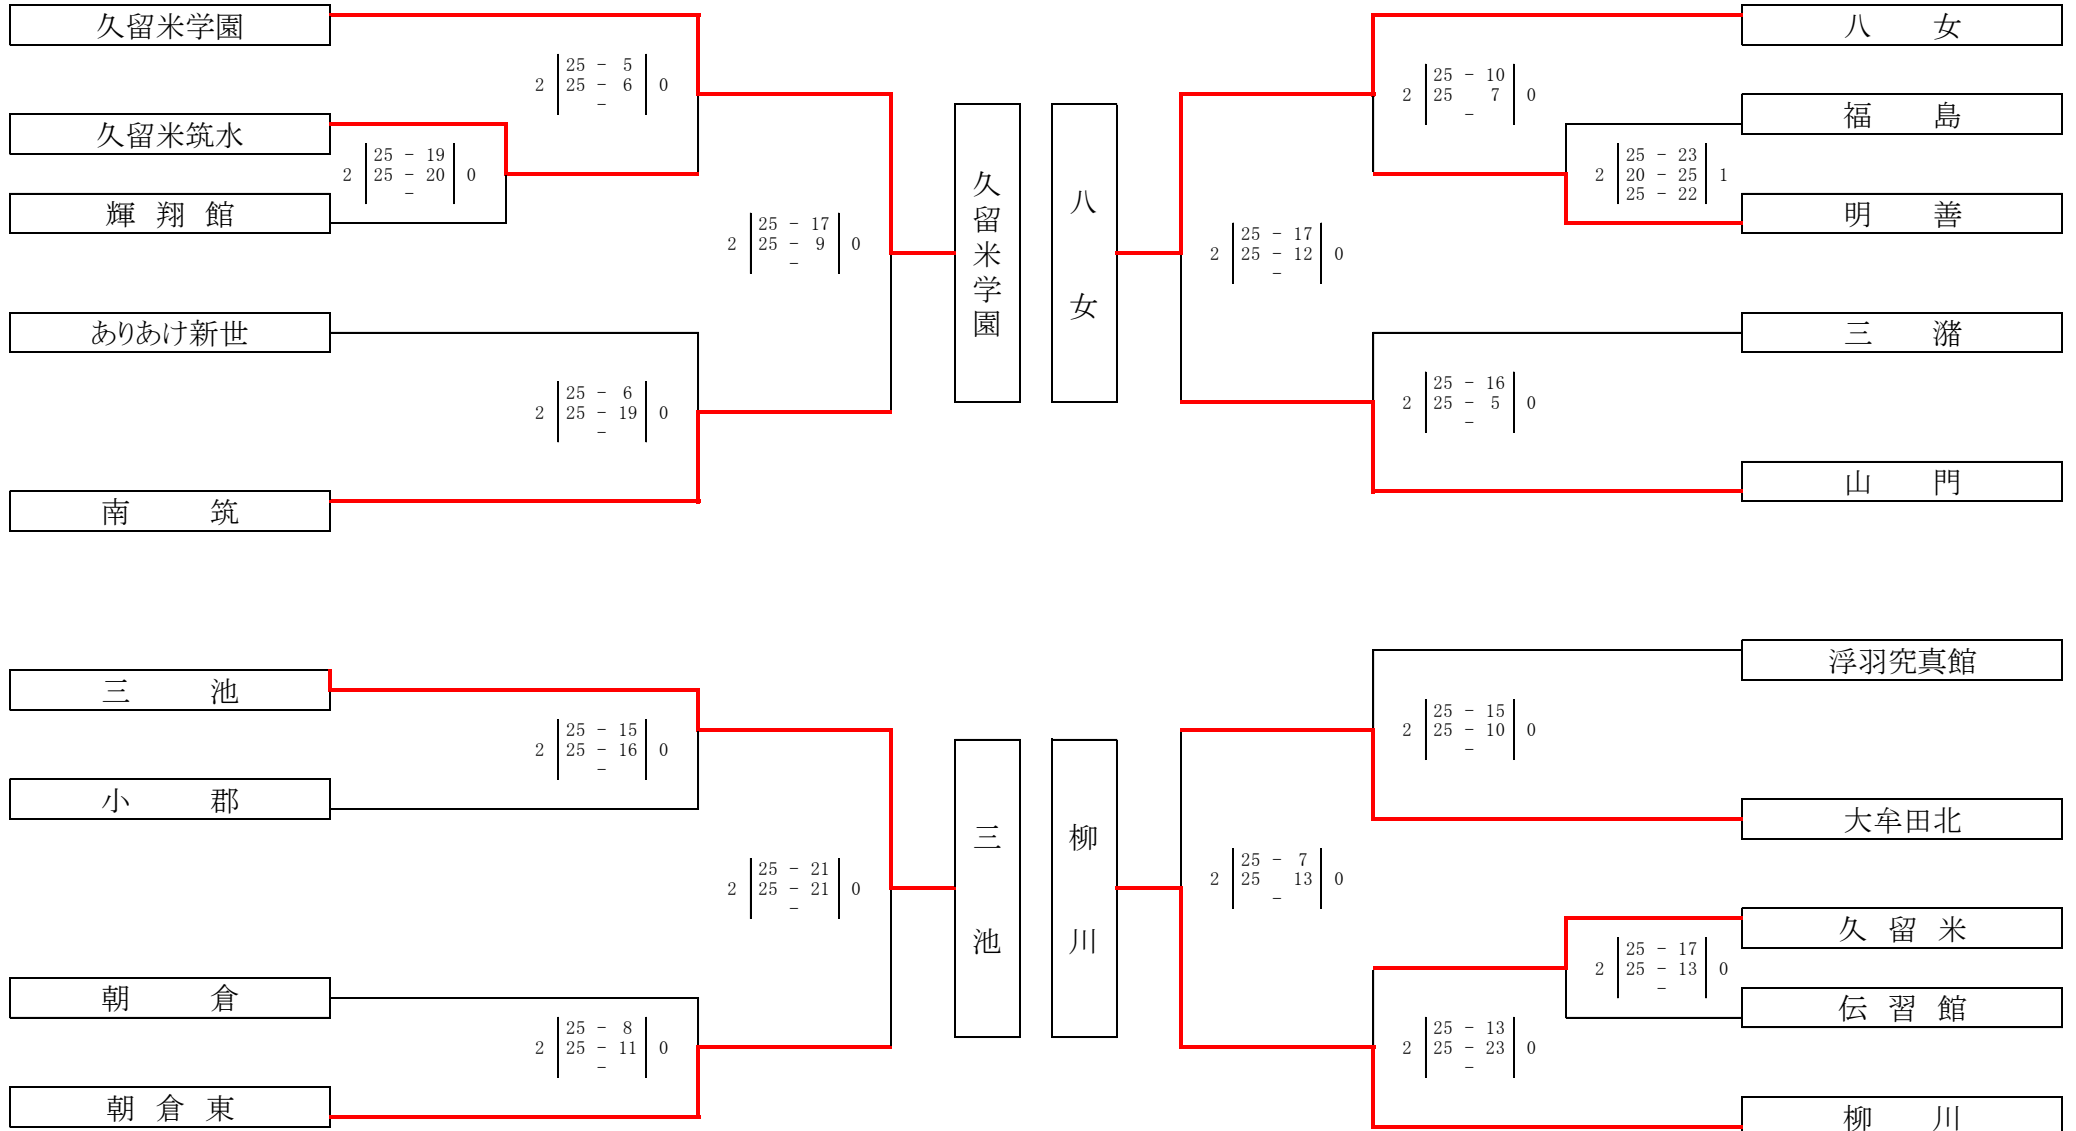 久留米学園
2 25 - 5 0
25 - 6
-
久留米筑水
2 25 - 19 0
25 - 20
-
輝翔館
2 25 - 17 0
25 - 9
-
ありあけ新世
2 25 - 6 0
25 - 19
-
南筑
久留米学園
八女
八女
2 25 - 10 0
25 7
-
福島
2 25 - 23 1
20 - 25
25 - 22
明善
2 25 - 17 0
25 - 12
-
三潴
2 25 - 16 0
25 - 5
-
山門
三池
2 25 - 15 0
25 - 16
-
小郡
2 25 - 21 0
25 - 21
-
朝倉
2 25 - 8 0
25 - 11
-
朝倉東
三池
柳川
浮羽究真館
2 25 - 15 0
25 - 10
-
大牟田北
2 25 - 7 0
25 13
-
久留米
2 25 - 17 0
25 - 13
-
伝習館
2 25 - 13 0
25 - 23
-
柳川